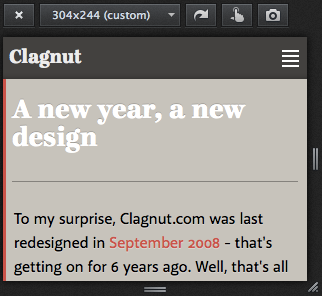 304x244 (custom)
Clagnut
A new year, a new
design
To my surprise, Clagnut.com was last
redesigned in September 2008 - that's
getting on for 6 years ago. Well, that's all